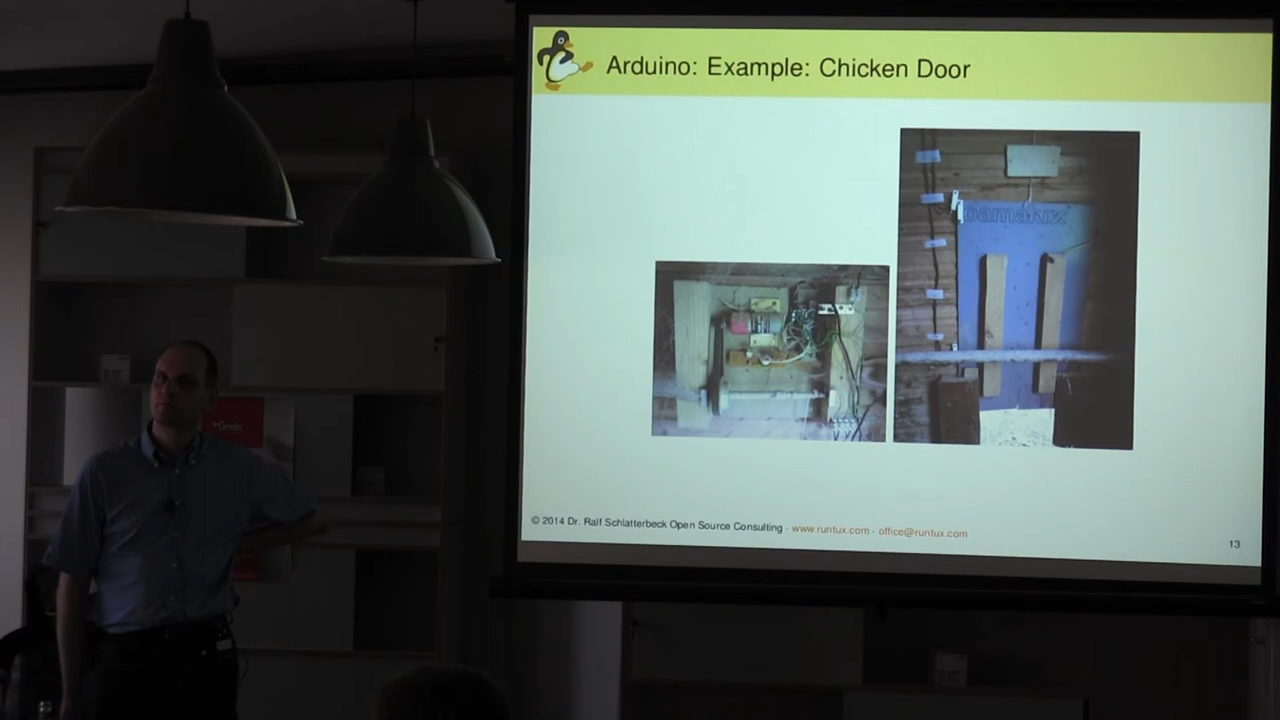 Arduino: Example: Chicken Door
© 2014 Dr. Ralf Schlatterbeck Open Source Consulting · www.runtux.com · office@runtux.com
13